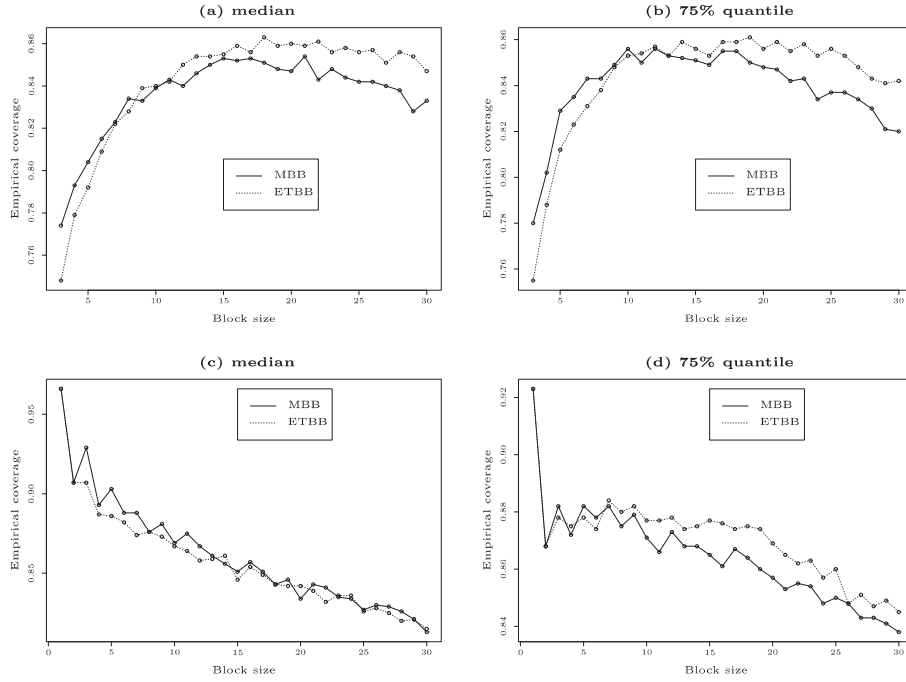 (a) median
Empirical coverage
0.76 0.78 0.80 0.82 0.84 0.86
MBB
ETBB
5 10 15 20 25 30
Block size
(b) 75% quantile
Empirical coverage
0.76 0.78 0.80 0.82 0.84 0.86
MBB
ETBB
5 10 15 20 25 30
Block size
(c) median
Empirical coverage
0.85 0.90 0.95
MBB
ETBB
0 5 10 15 20 25 30
Block size
(d) 75% quantile
Empirical coverage
0.84 0.86 0.88 0.90 0.92
MBB
ETBB
0 5 10 15 20 25 30
Block size